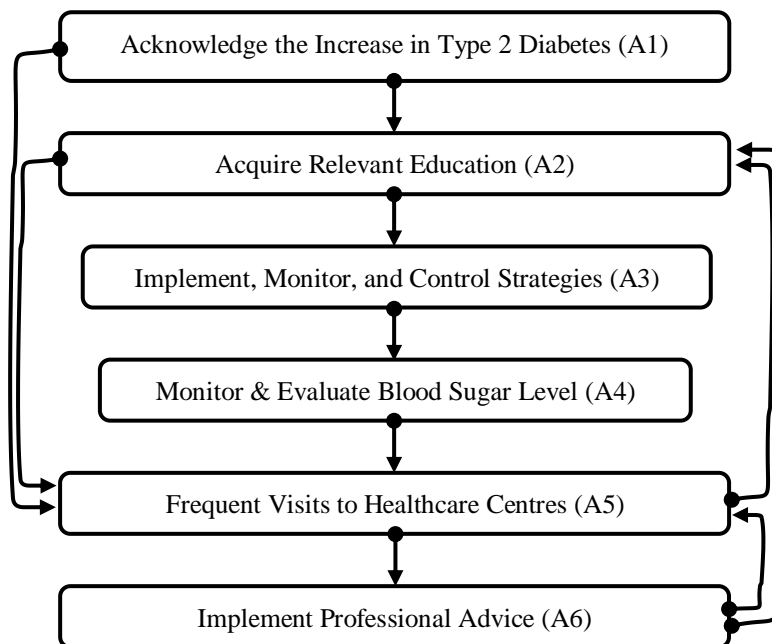 Acknowledge the Increase in Type 2 Diabetes (A1)
Acquire Relevant Education (A2)
Implement, Monitor, and Control Strategies (A3)
Monitor & Evaluate Blood Sugar Level (A4)
Frequent Visits to Healthcare Centres (A5)
Implement Professional Advice (A6)